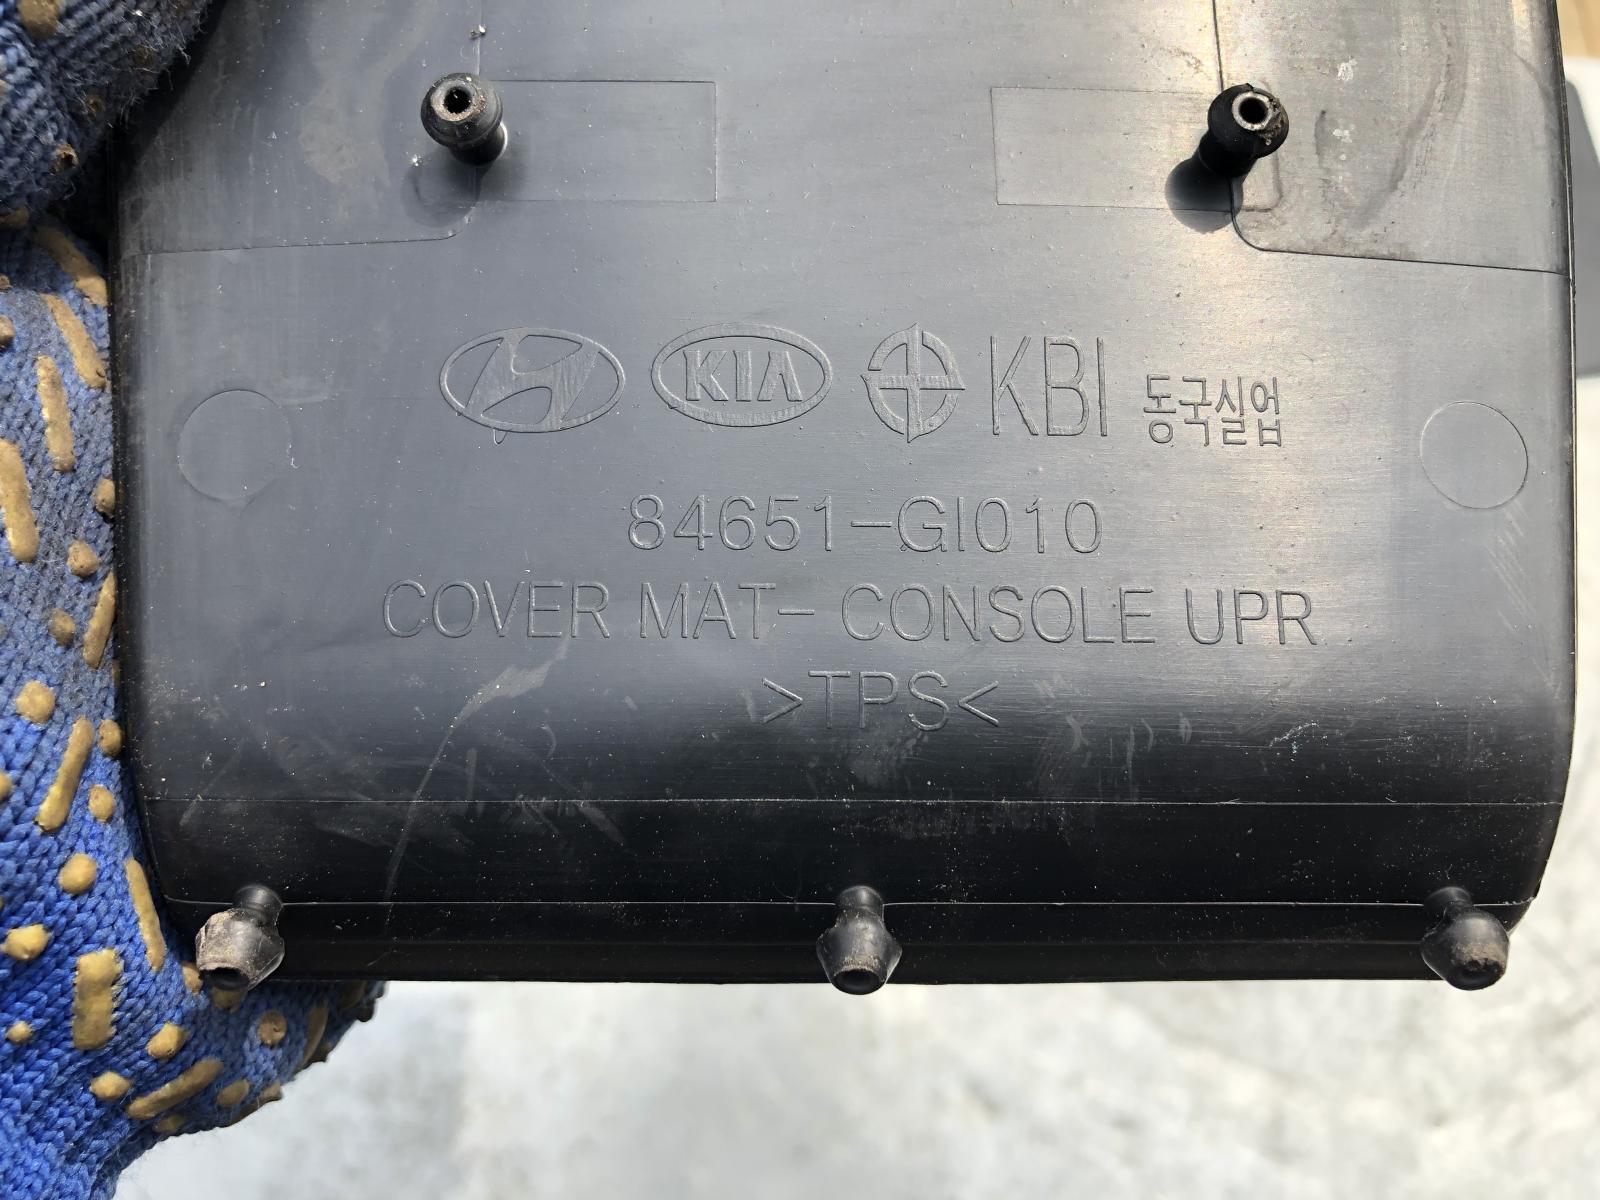 KIA KBI 동국실업
84651-GI010
COVER MAT- CONSOLE UPR
>TPS<